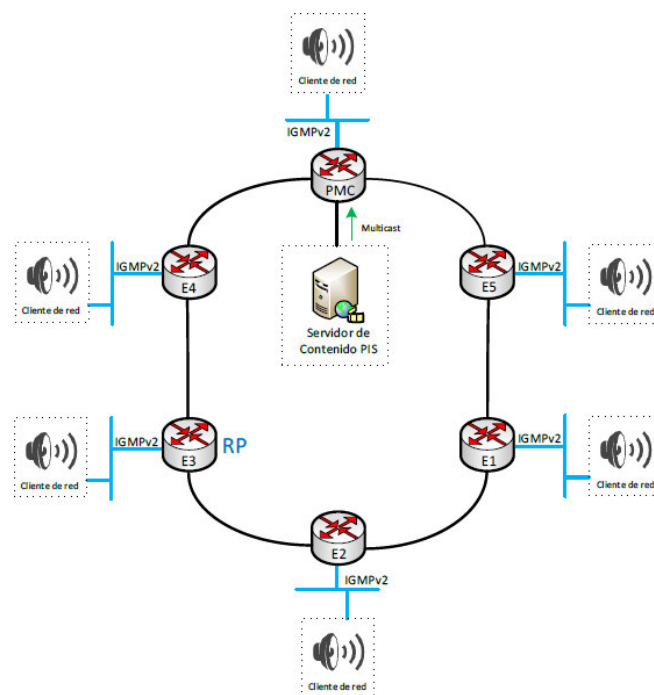 Cliente de red
IGMPv2
PMC
Multicast
IGMPv2
Cliente de red
E4
Servidor de
Contenido PIS
E5
IGMPv2
Cliente de red
IGMPv2
Cliente de red
E3
RP
E1
IGMPv2
Cliente de red
E2
IGMPv2
Cliente de red